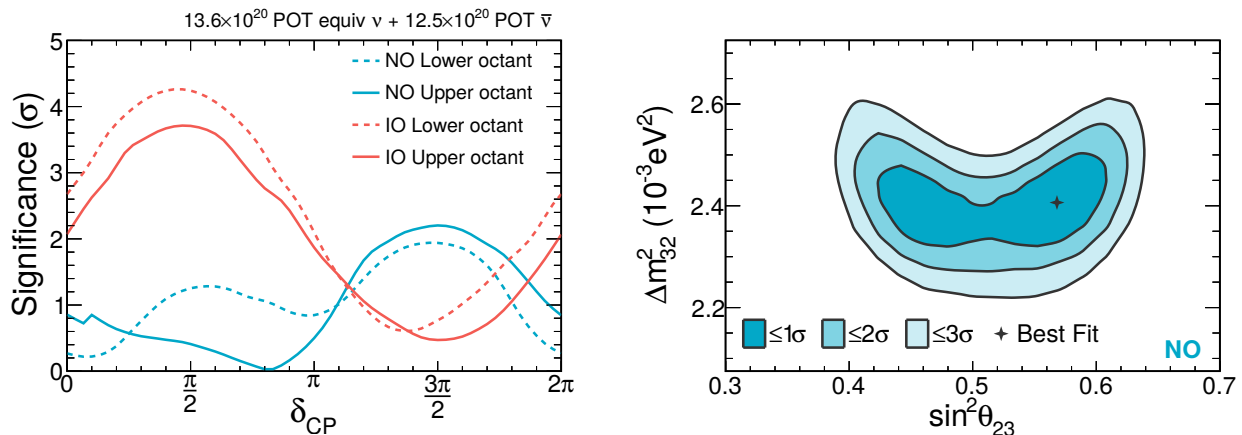 13.6×10²⁰ POT equiv ν + 12.5×10²⁰ POT ν̄
Significance (σ)
5
4
3
2
1
0
NO Lower octant
NO Upper octant
IO Lower octant
IO Upper octant
0
π/2
π
3π/2
2π
δCP
Δm²₃₂ (10⁻³eV²)
2.6
2.4
2.2
≤1σ ≤2σ ≤3σ Best Fit
NO
0.3 0.4 0.5 0.6 0.7
sin²θ₂₃